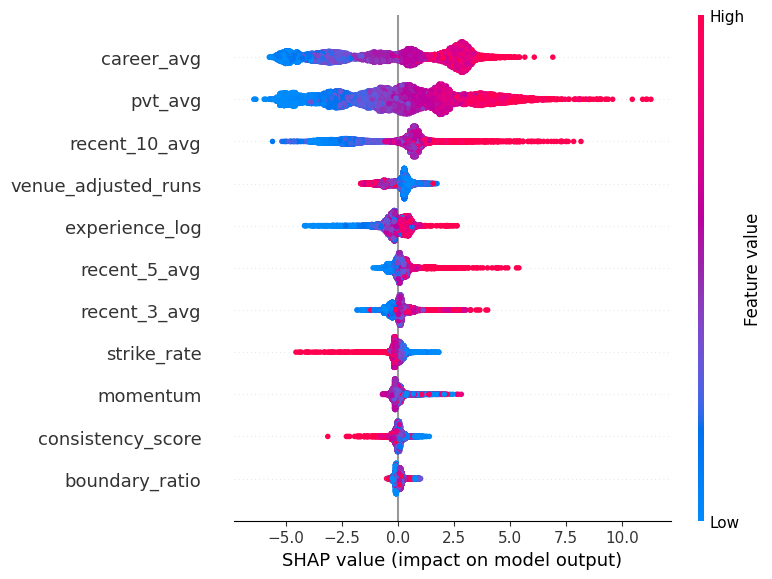 High
career_avg
pvt_avg
recent_10_avg
venue_adjusted_runs
experience_log
recent_5_avg
recent_3_avg
strike_rate
momentum
consistency_score
boundary_ratio
Feature value
Low
−5.0 −2.5 0.0 2.5 5.0 7.5 10.0
SHAP value (impact on model output)